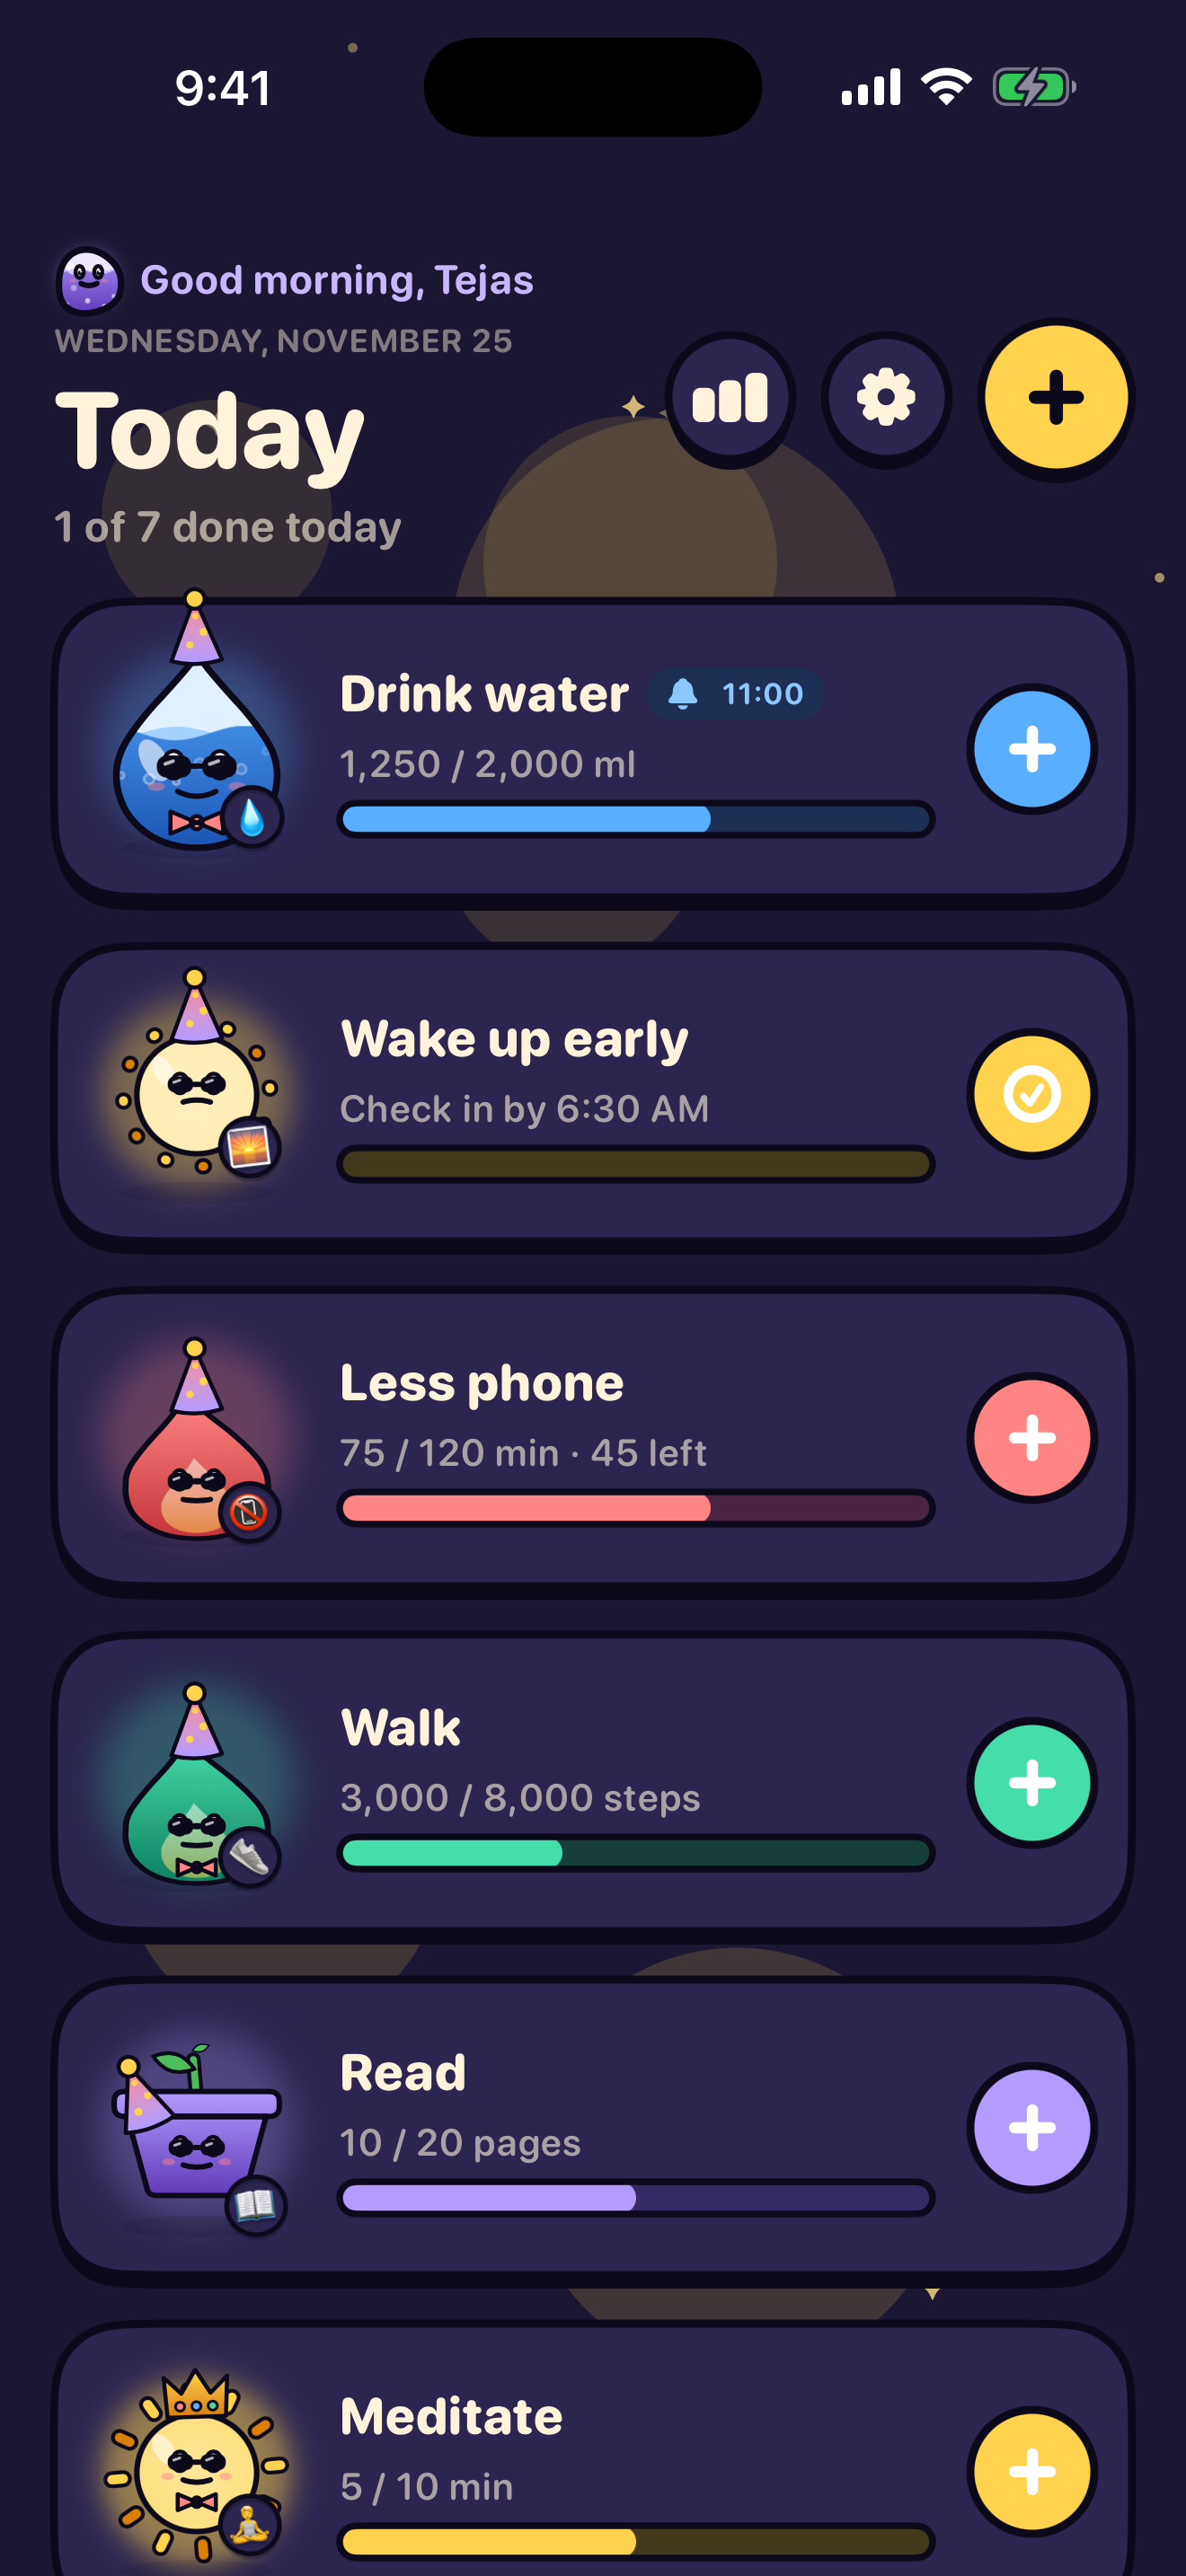 9:41
Good morning, Tejas
WEDNESDAY, NOVEMBER 25
Today
1 of 7 done today
Drink water 11:00
1,250 / 2,000 ml
Wake up early
Check in by 6:30 AM
Less phone
75 / 120 min · 45 left
Walk
3,000 / 8,000 steps
Read
10 / 20 pages
Meditate
5 / 10 min